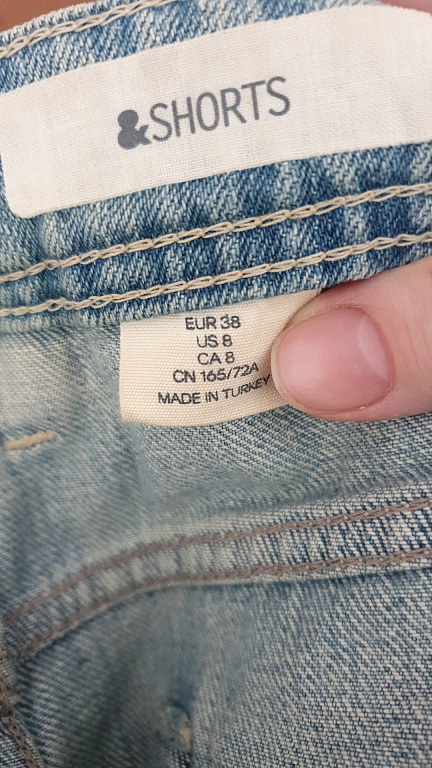 &SHORTS
EUR 38
US 8
CA 8
CN 165/72A
MADE IN TURKEY